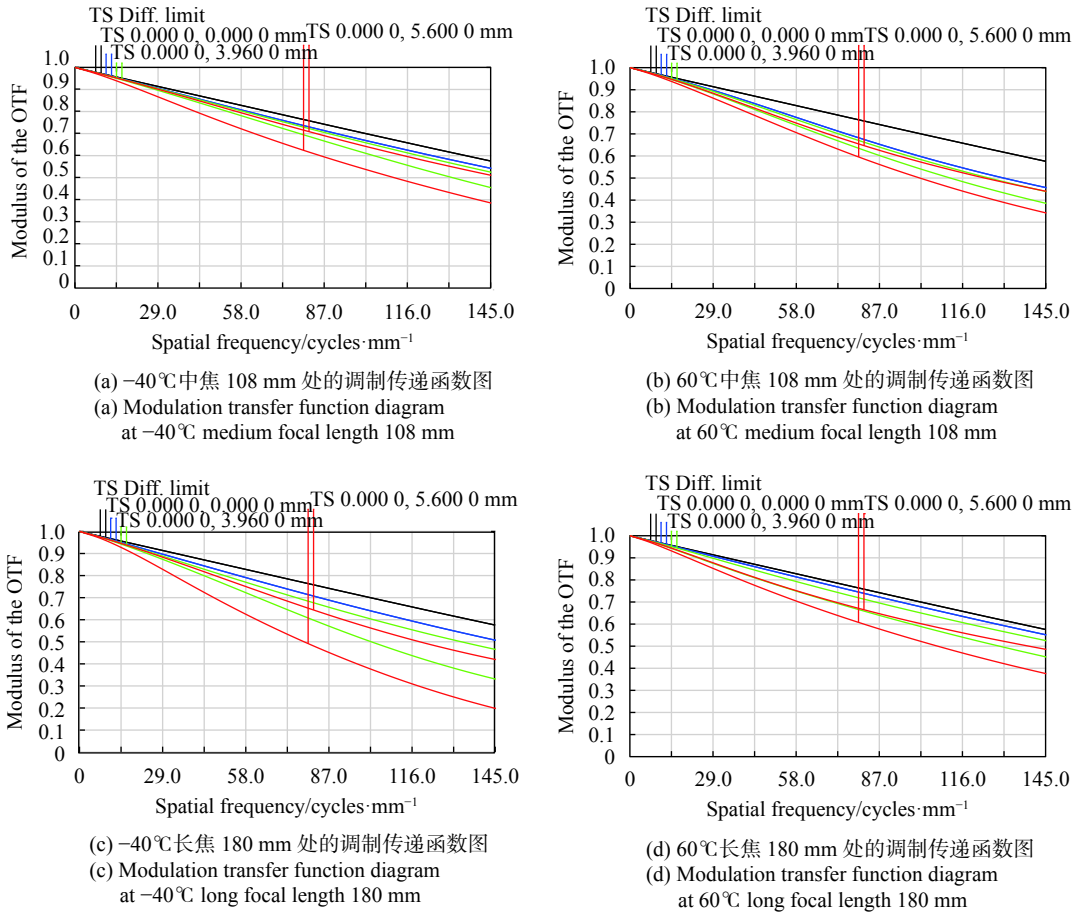 TS Diff. limit
TS 0.000 0, 0.000 0 mm
TS 0.000 0, 5.600 0 mm
TS 0.000 0, 3.960 0 mm
1.0
0.9
0.8
0.7
0.6
0.5
0.4
0.3
0.2
0.1
0
Modulus of the OTF
0 29.0 58.0 87.0 116.0 145.0
Spatial frequency/cycles·mm⁻¹
(a) −40℃中焦 108 mm 处的调制传递函数图
(a) Modulation transfer function diagram
at −40℃ medium focal length 108 mm
TS Diff. limit
TS 0.000 0, 0.000 0 mm
TS 0.000 0, 5.600 0 mm
TS 0.000 0, 3.960 0 mm
1.0
0.9
0.8
0.7
0.6
0.5
0.4
0.3
0.2
0.1
0
Modulus of the OTF
0 29.0 58.0 87.0 116.0 145.0
Spatial frequency/cycles·mm⁻¹
(b) 60℃中焦 108 mm 处的调制传递函数图
(b) Modulation transfer function diagram
at 60℃ medium focal length 108 mm
TS Diff. limit
TS 0.000 0, 0.000 0 mm
TS 0.000 0, 5.600 0 mm
TS 0.000 0, 3.960 0 mm
1.0
0.9
0.8
0.7
0.6
0.5
0.4
0.3
0.2
0.1
0
Modulus of the OTF
0 29.0 58.0 87.0 116.0 145.0
Spatial frequency/cycles·mm⁻¹
(c) −40℃长焦 180 mm 处的调制传递函数图
(c) Modulation transfer function diagram
at −40℃ long focal length 180 mm
TS Diff. limit
TS 0.000 0, 0.000 0 mm
TS 0.000 0, 5.600 0 mm
TS 0.000 0, 3.960 0 mm
1.0
0.9
0.8
0.7
0.6
0.5
0.4
0.3
0.2
0.1
0
Modulus of the OTF
0 29.0 58.0 87.0 116.0 145.0
Spatial frequency/cycles·mm⁻¹
(d) 60℃长焦 180 mm 处的调制传递函数图
(d) Modulation transfer function diagram
at 60℃ long focal length 180 mm